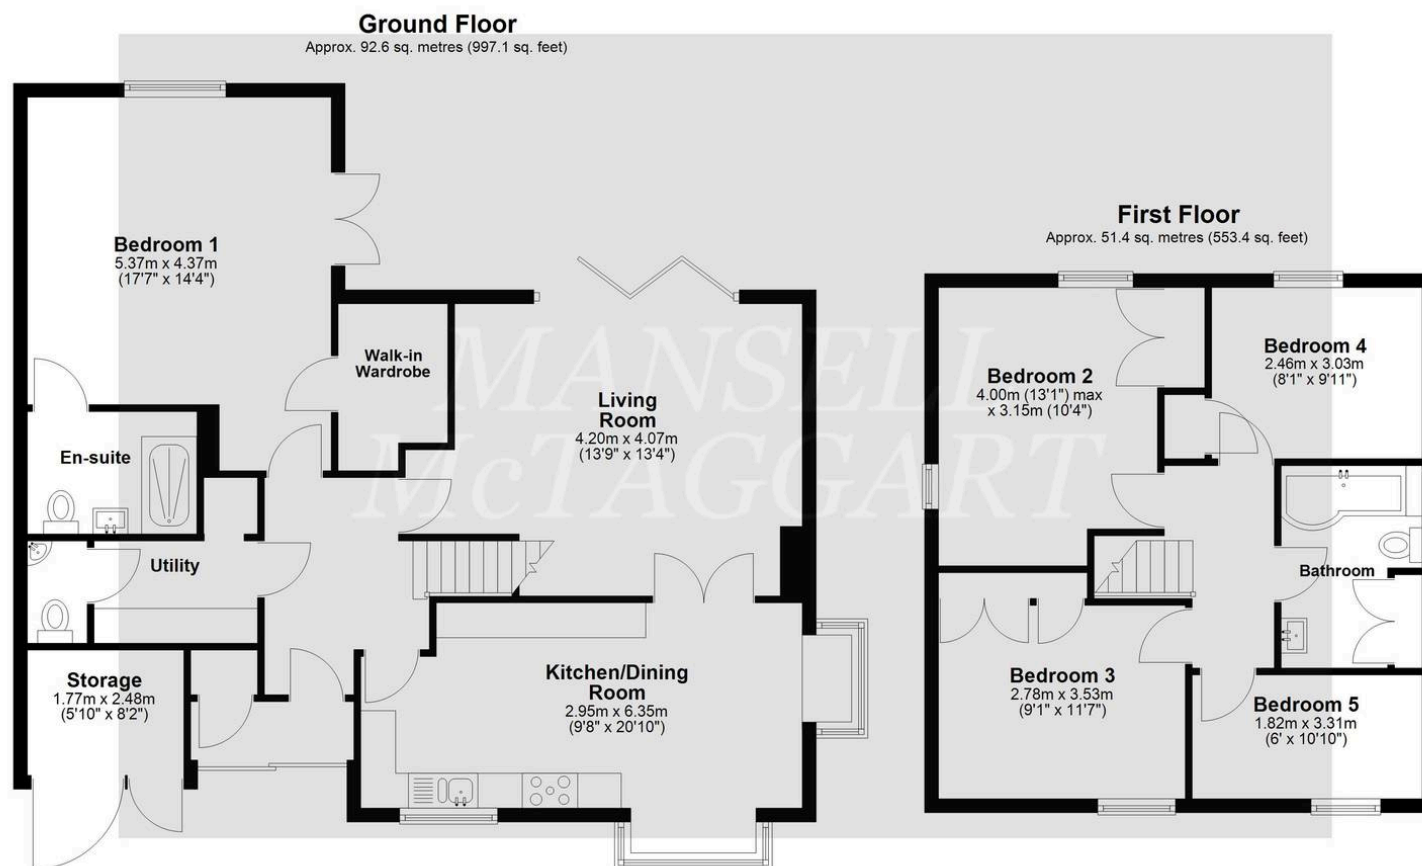 Ground Floor
Approx. 92.6 sq. metres (997.1 sq. feet)
Bedroom 1
5.37m x 4.37m
(17'7" x 14'4")
Walk-in
Wardrobe
Living
Room
4.20m x 4.07m
(13'9" x 13'4")
En-suite
Utility
Storage
1.77m x 2.48m
(5'10" x 8'2")
Kitchen/Dining
Room
2.95m x 6.35m
(9'8" x 20'10")
First Floor
Approx. 51.4 sq. metres (553.4 sq. feet)
Bedroom 2
4.00m (13'1") max
x 3.15m (10'4")
Bedroom 4
2.46m x 3.03m
(8'1" x 9'11")
Bathroom
Bedroom 3
2.78m x 3.53m
(9'1" x 11'7")
Bedroom 5
1.82m x 3.31m
(6' x 10'10")
MANSELL
McTAGGART